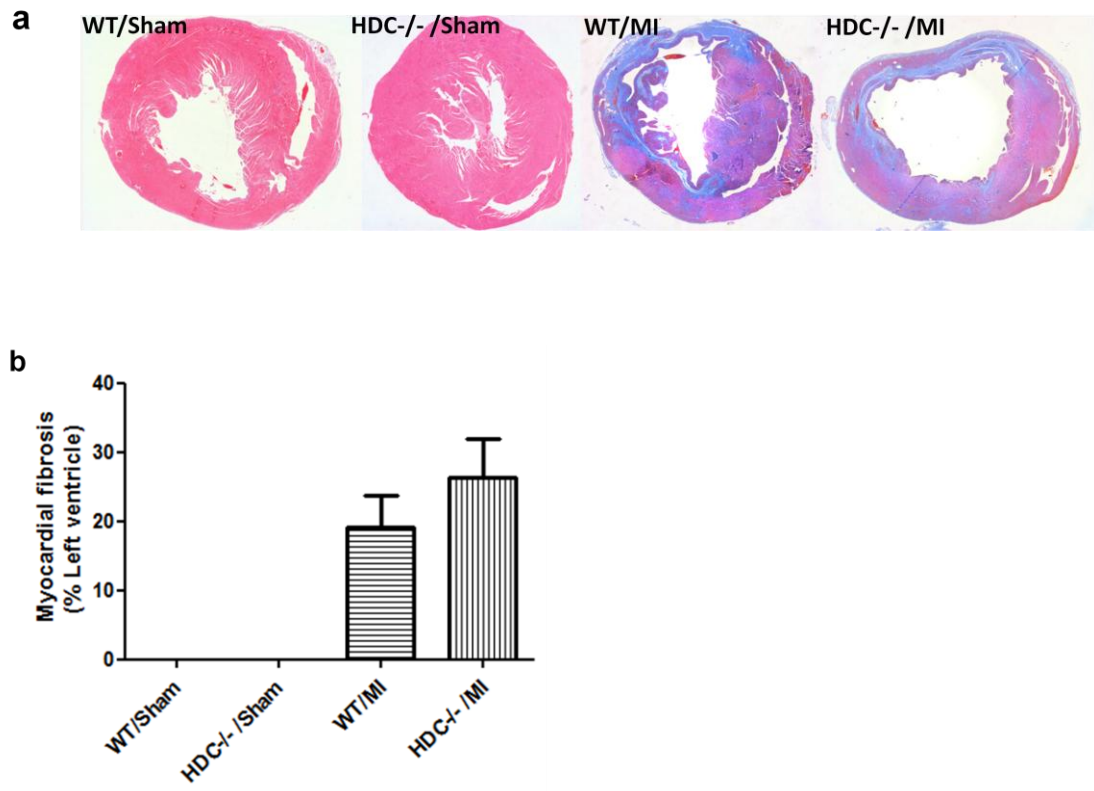 a
WT/Sham
HDC-/- /Sham
WT/MI
HDC-/- /MI
b
Myocardial fibrosis
(% Left ventricle)
40
30
20
10
0
WT/Sham
HDC-/- /Sham
WT/MI
HDC-/- /MI